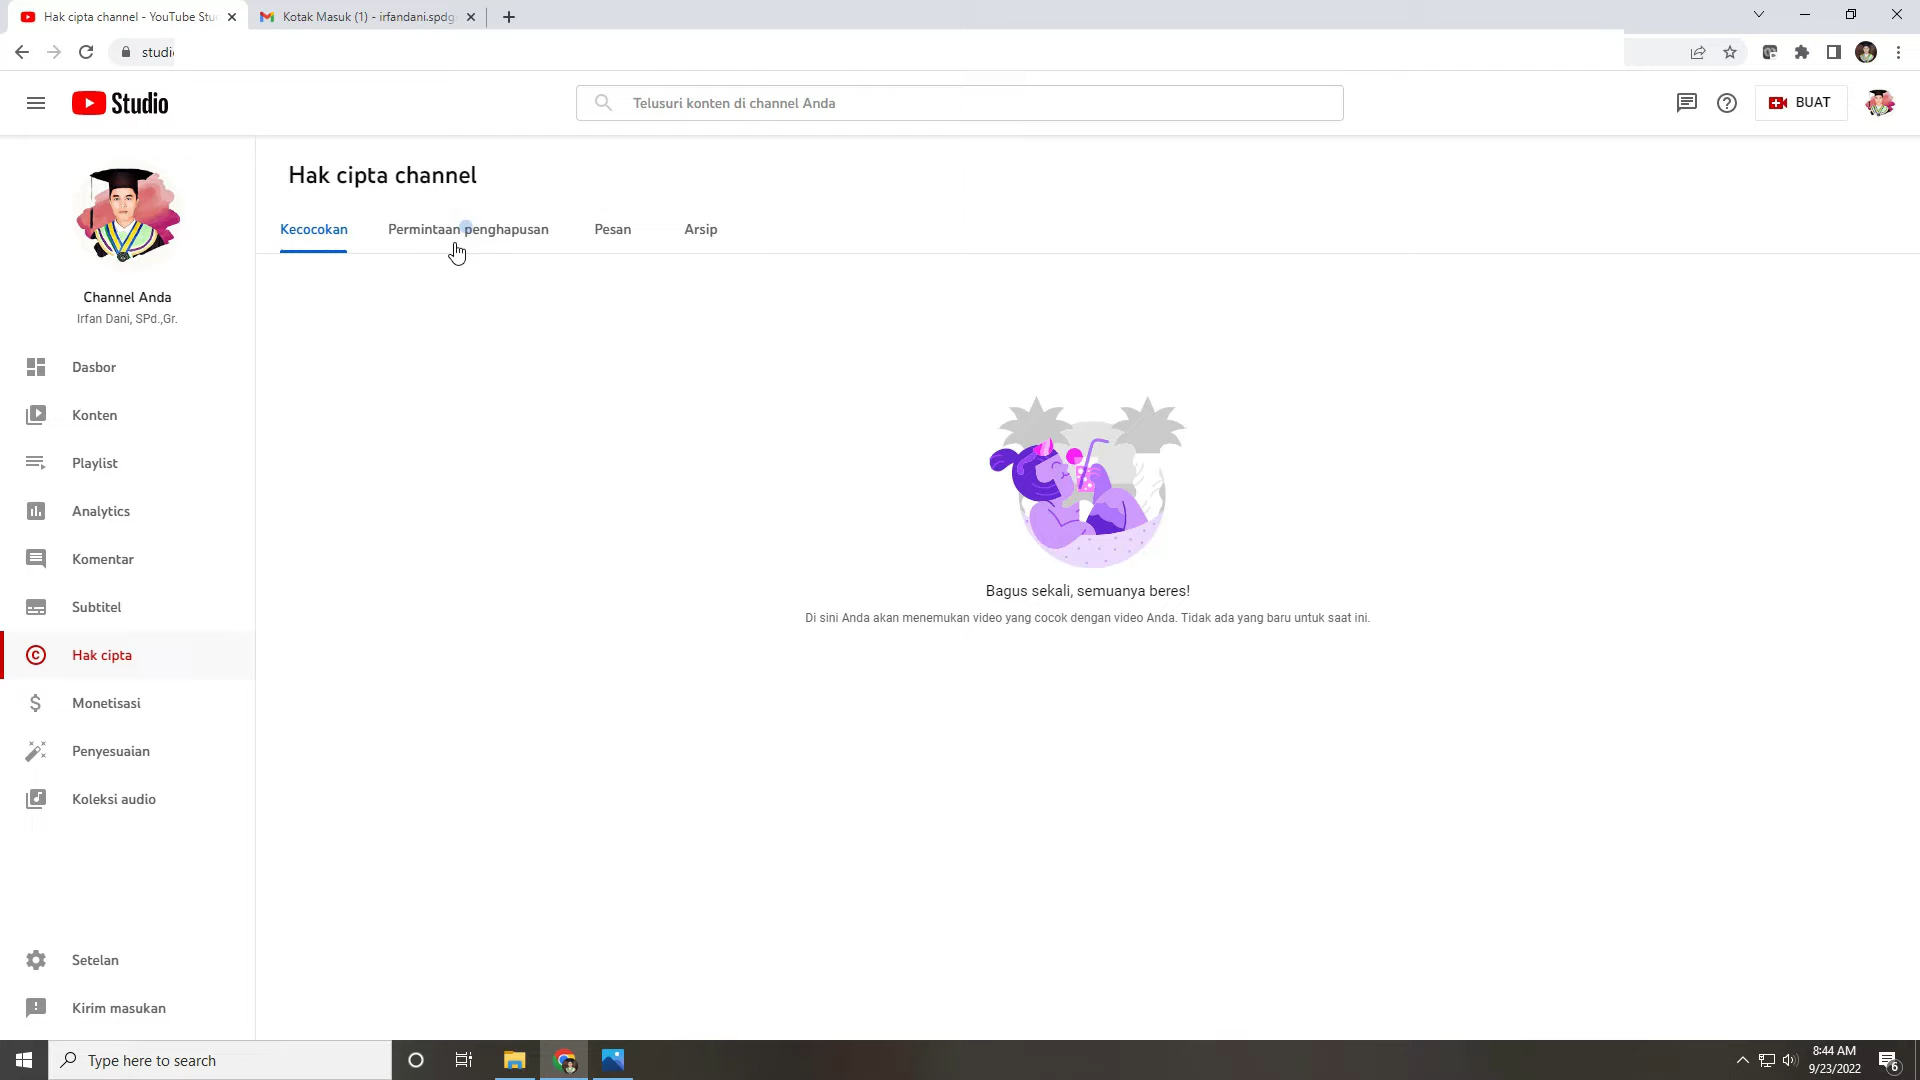 Hak cipta channel - YouTube Stu
Kotak Masuk (1) - irfandani.spdg
studi
Studio
Telusuri konten di channel Anda
BUAT
Channel Anda
Irfan Dani, SPd.,Gr.
Dasbor
Konten
Playlist
Analytics
Komentar
Subtitel
Hak cipta
Monetisasi
Penyesuaian
Koleksi audio
Setelan
Kirim masukan
Hak cipta channel
Kecocokan Permintaan penghapusan Pesan Arsip
Bagus sekali, semuanya beres!
Di sini Anda akan menemukan video yang cocok dengan video Anda. Tidak ada yang baru untuk saat ini.
Type here to search
8:44 AM
9/23/2022
6